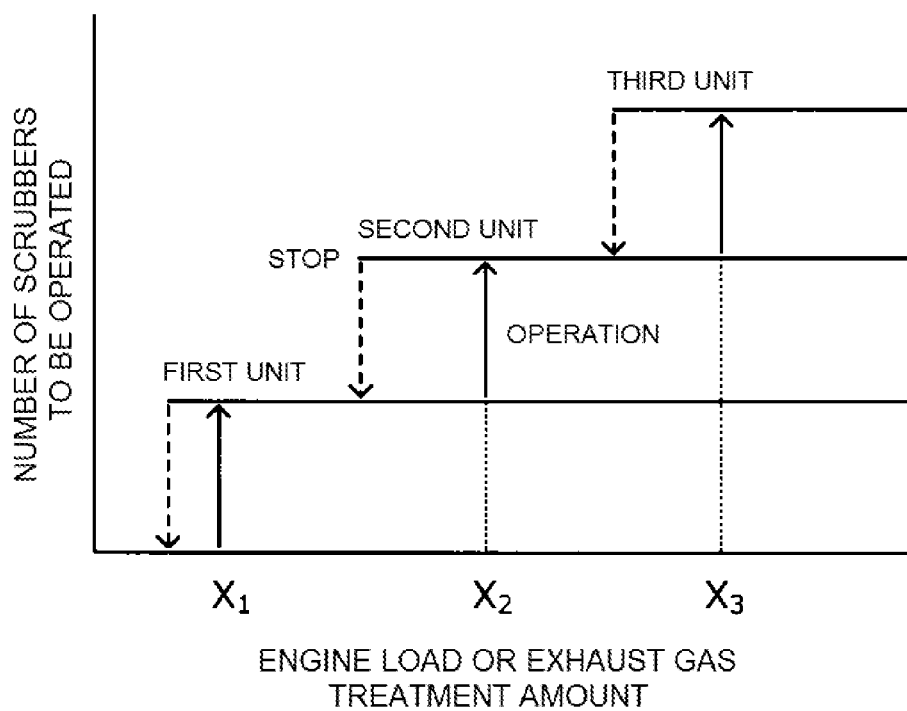 NUMBER OF SCRUBBERS
TO BE OPERATED
THIRD UNIT
SECOND UNIT
STOP
OPERATION
FIRST UNIT
X₁
X₂
X₃
ENGINE LOAD OR EXHAUST GAS
TREATMENT AMOUNT